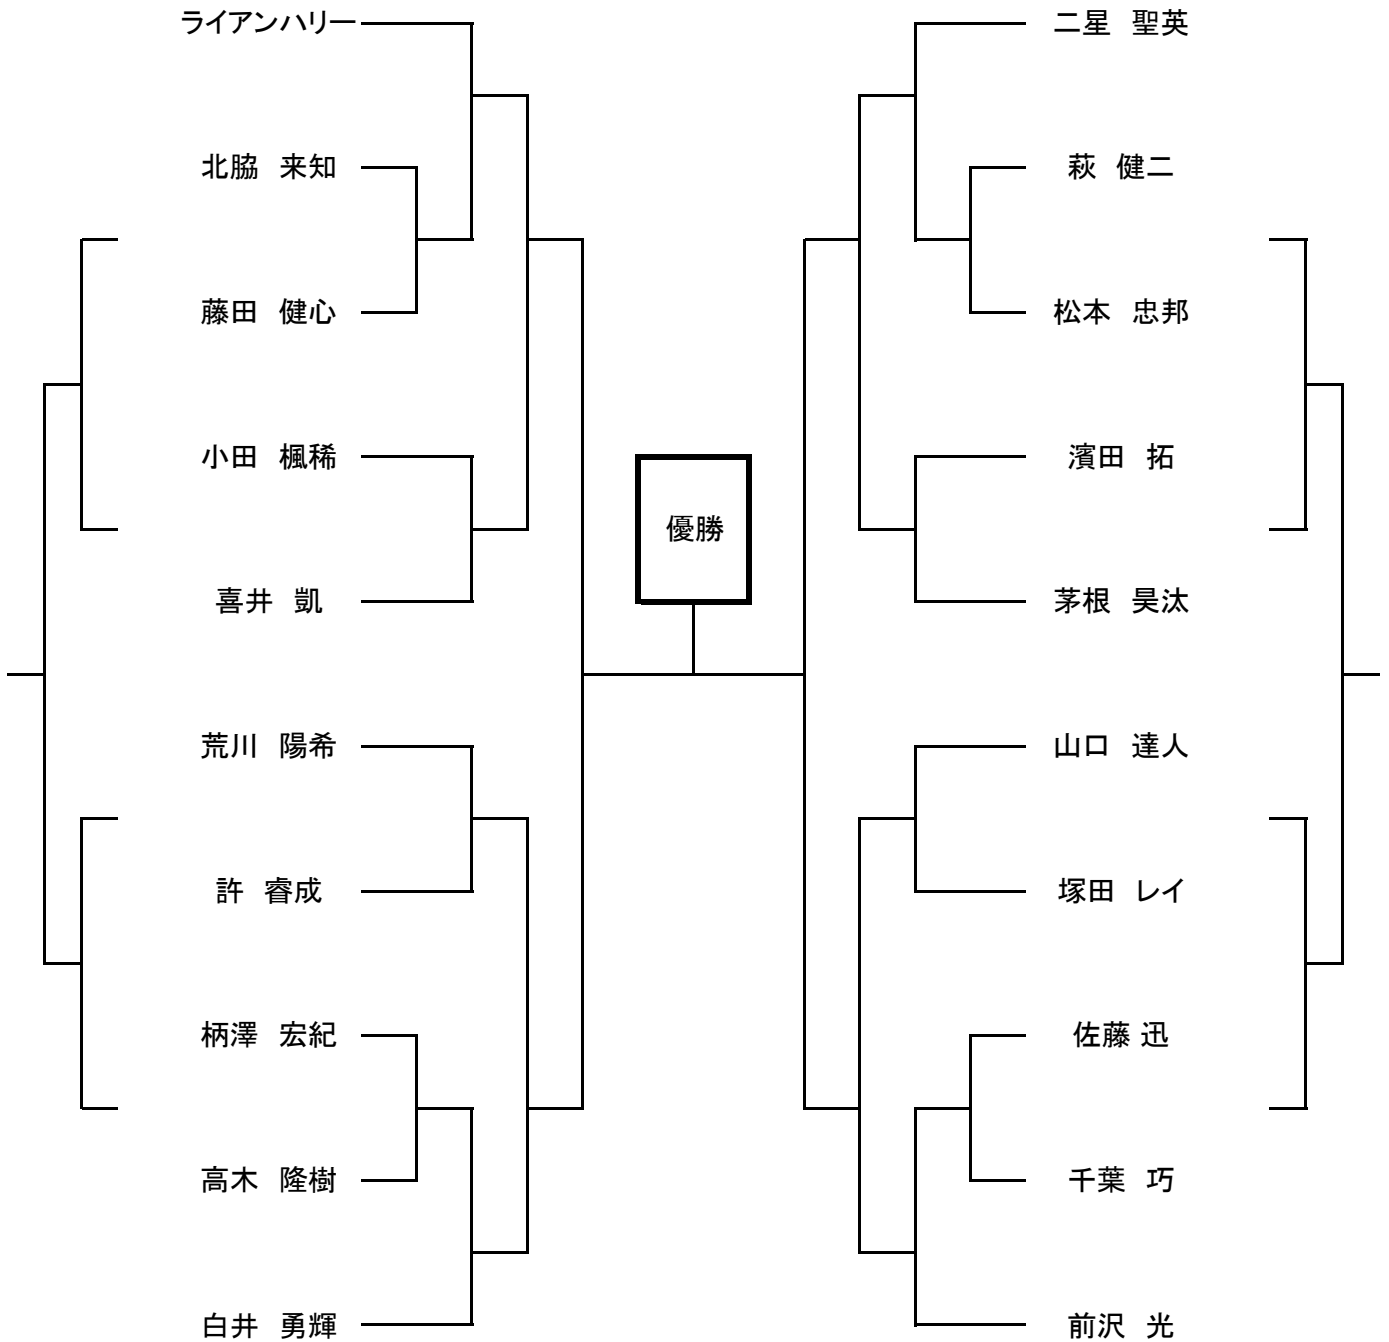 ライアンハリー
北脇 来知
藤田 健心
小田 楓稀
喜井 凱
荒川 陽希
許 睿成
柄澤 宏紀
高木 隆樹
白井 勇輝
優勝
二星 聖英
萩 健二
松本 忠邦
濱田 拓
茅根 昊汰
山口 達人
塚田 レイ
佐藤 迅
千葉 巧
前沢 光